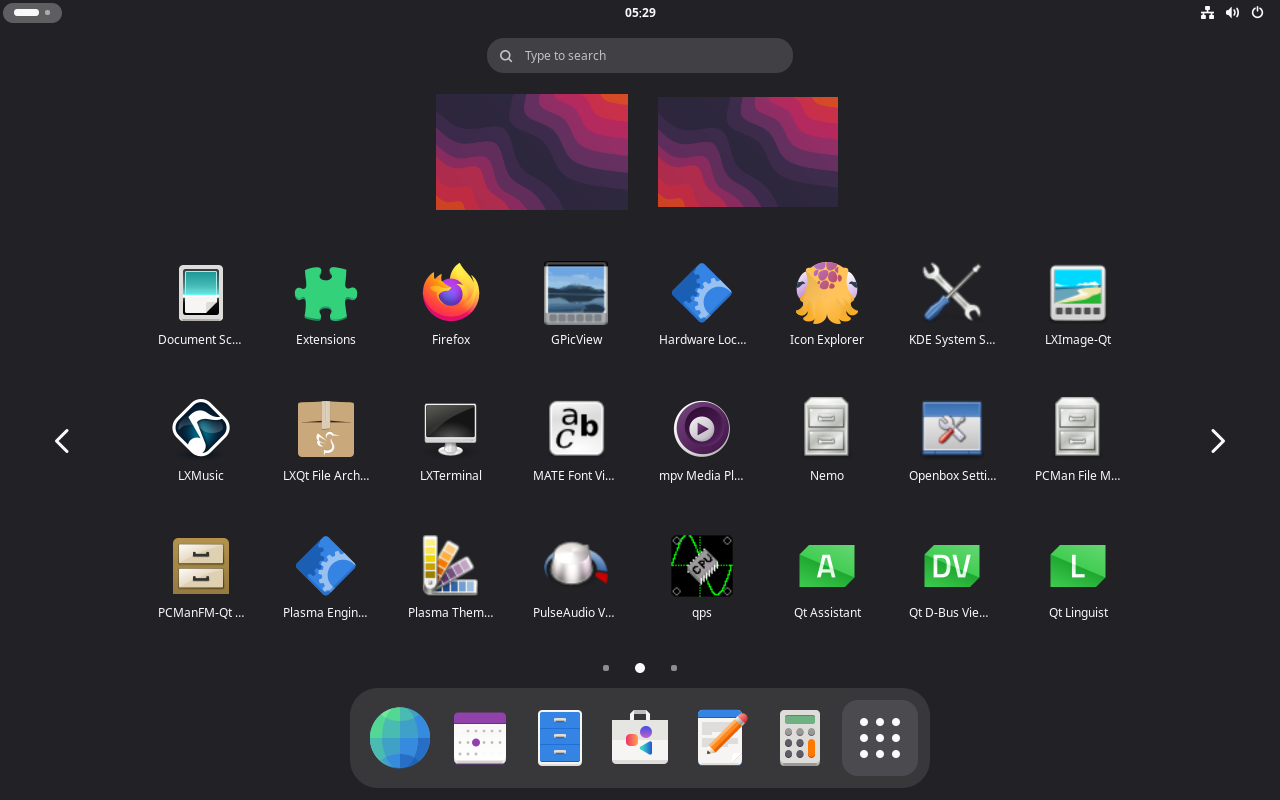 05:29
Type to search
Document Sc...
Extensions
Firefox
GPicView
Hardware Loc...
Icon Explorer
KDE System S...
LXImage-Qt
LXMusic
LXQt File Arch...
LXTerminal
MATE Font Vi...
mpv Media Pl...
Nemo
Openbox Setti...
PCMan File M...
PCManFM-Qt ...
Plasma Engin...
Plasma Them...
PulseAudio V...
qps
Qt Assistant
Qt D-Bus Vie...
Qt Linguist
a
b
c
CPU
A
DV
L